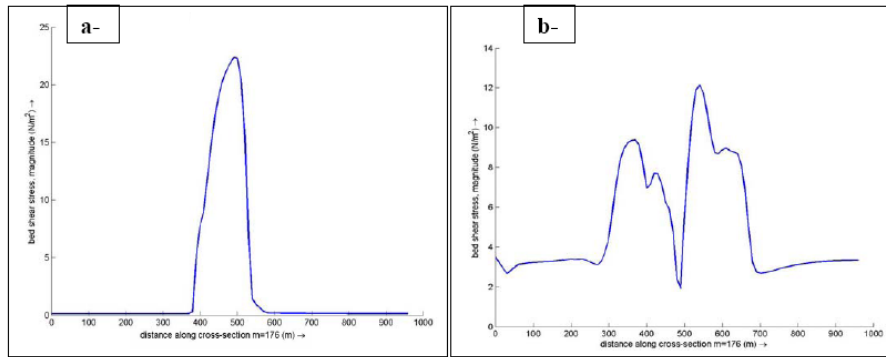 a-
25
20
15
10
5
0
bed shear stress, magnitude (N/m²) →
0 100 200 300 400 500 600 700 800 900 1000
distance along cross-section m=176 (m) →
b-
14
12
10
8
6
4
2
0
bed shear stress, magnitude (N/m²) →
0 100 200 300 400 500 600 700 800 900 1000
distance along cross-section m=176 (m) →